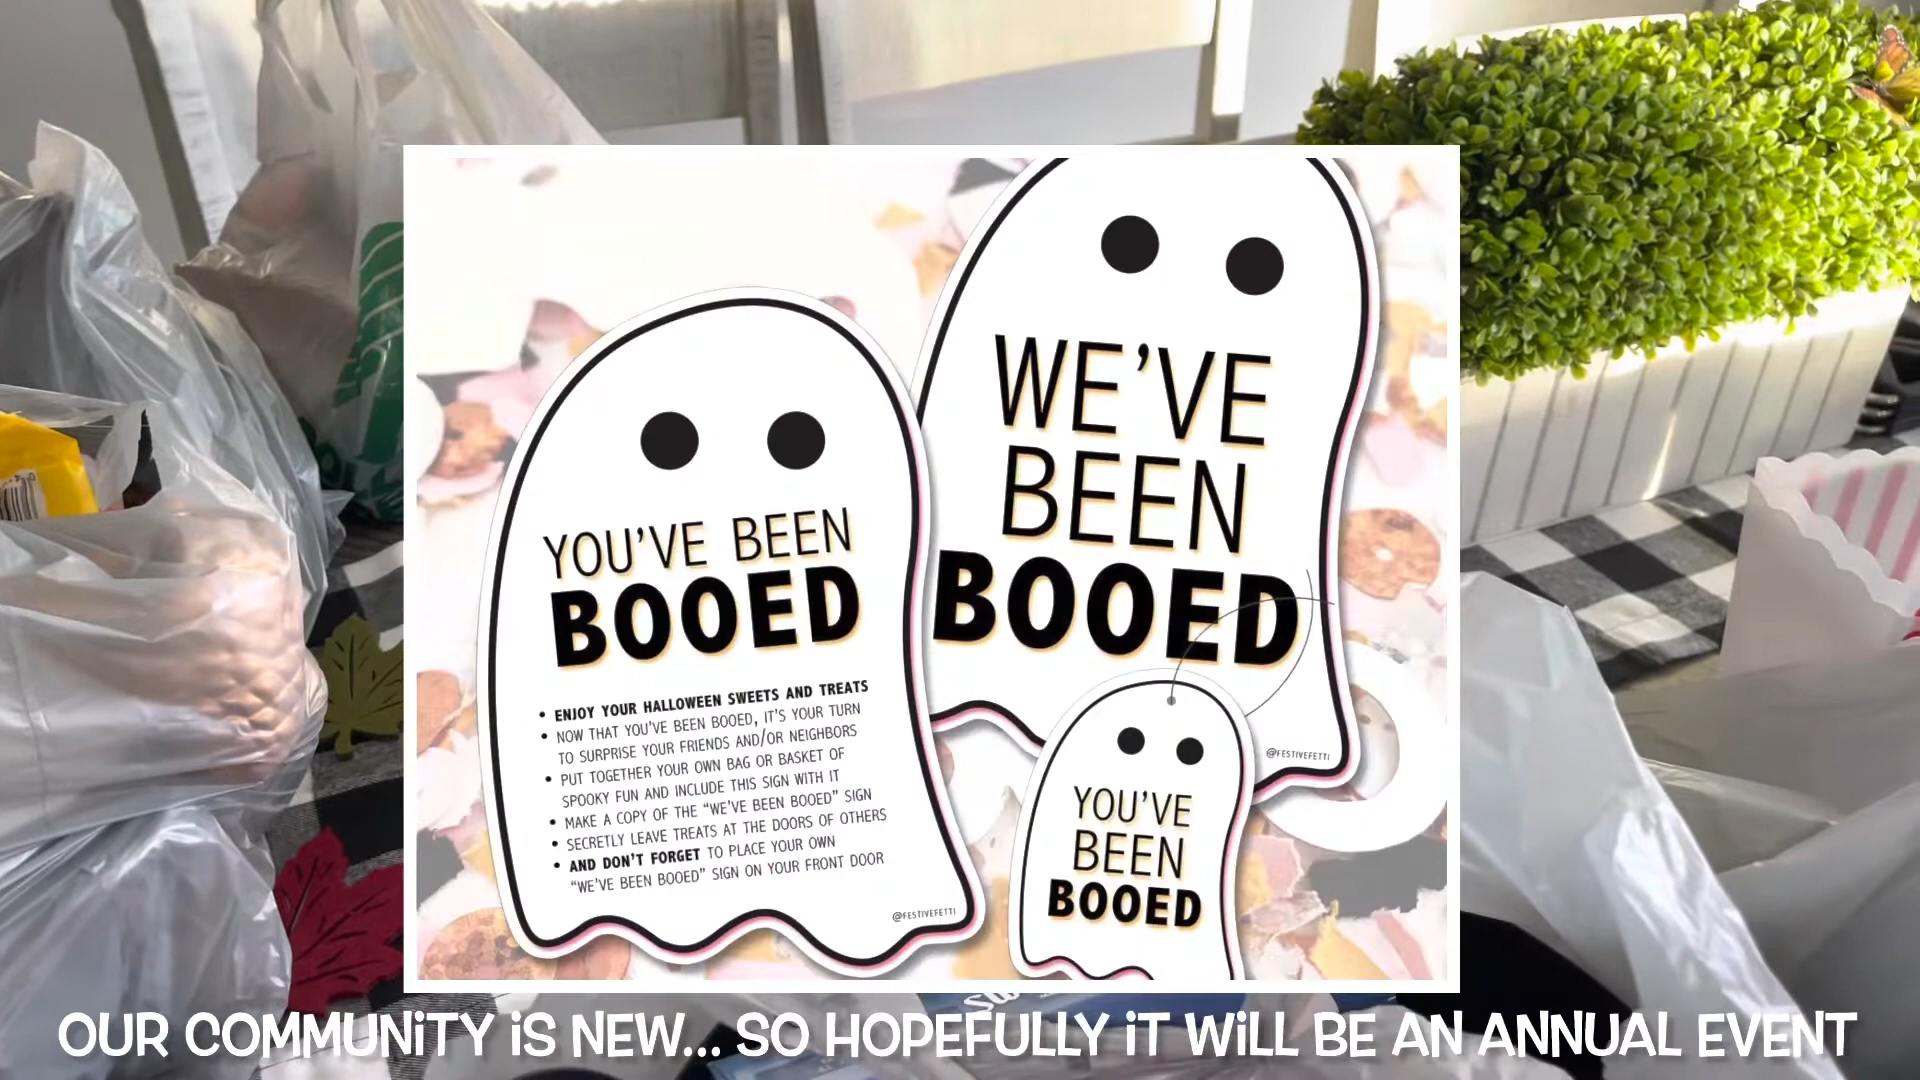 WE'VE
BEEN
BOOED
@FESTIVEFETTI
YOU'VE BEEN
BOOED
• ENJOY YOUR HALLOWEEN SWEETS AND TREATS
• NOW THAT YOU'VE BEEN BOOED, IT'S YOUR TURN
TO SURPRISE YOUR FRIENDS AND/OR NEIGHBORS
• PUT TOGETHER YOUR OWN BAG OR BASKET OF
SPOOKY FUN AND INCLUDE THIS SIGN WITH IT
• MAKE A COPY OF THE "WE'VE BEEN BOOED" SIGN
• SECRETLY LEAVE TREATS AT THE DOORS OF OTHERS
• AND DON'T FORGET TO PLACE YOUR OWN
"WE'VE BEEN BOOED" SIGN ON YOUR FRONT DOOR
@FESTIVEFETTI
YOU'VE
BEEN
BOOED
OUR COMMUNITY IS NEW... SO HOPEFULLY IT WILL BE AN ANNUAL EVENT